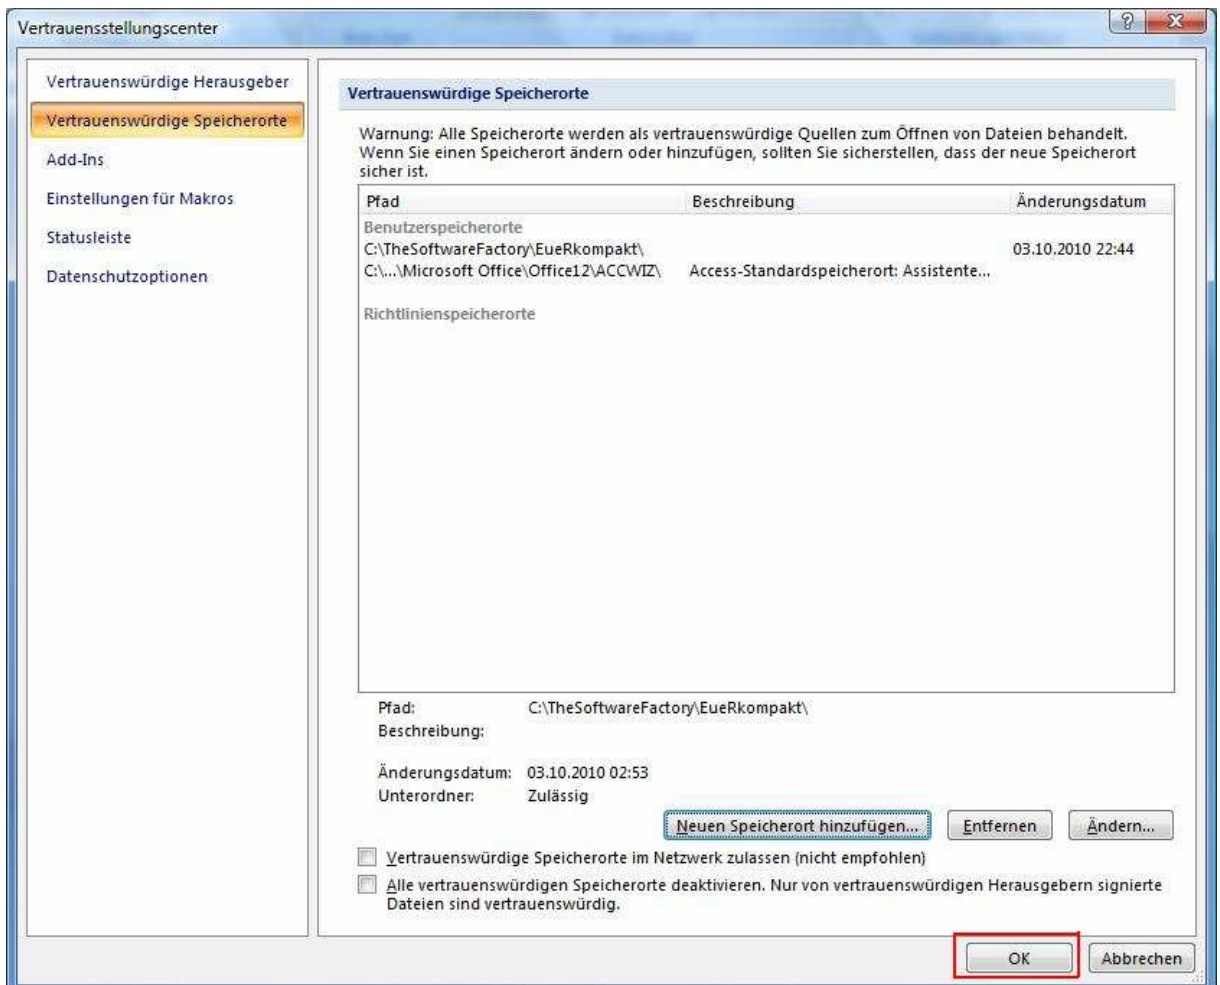 Vertrauensstellungscenter
Vertrauenswürdige Herausgeber
Vertrauenswürdige Speicherorte
Add-Ins
Einstellungen für Makros
Statusleiste
Datenschutzoptionen
Vertrauenswürdige Speicherorte
Warnung: Alle Speicherorte werden als vertrauenswürdige Quellen zum Öffnen von Dateien behandelt.
Wenn Sie einen Speicherort ändern oder hinzufügen, sollten Sie sicherstellen, dass der neue Speicherort
sicher ist.
Pfad Beschreibung Änderungsdatum
Benutzerspeicherorte
C:\TheSoftwareFactory\EueRkompakt\ 03.10.2010 22:44
C:\...\Microsoft Office\Office12\ACCWIZ\ Access-Standardspeicherort: Assistente...
Richtlinienspeicherorte
Pfad: C:\TheSoftwareFactory\EueRkompakt\
Beschreibung:
Änderungsdatum: 03.10.2010 02:53
Unterordner: Zulässig
Neuen Speicherort hinzufügen... Entfernen Ändern...
Vertrauenswürdige Speicherorte im Netzwerk zulassen (nicht empfohlen)
Alle vertrauenswürdigen Speicherorte deaktivieren. Nur von vertrauenswürdigen Herausgebern signierte
Dateien sind vertrauenswürdig.
OK Abbrechen